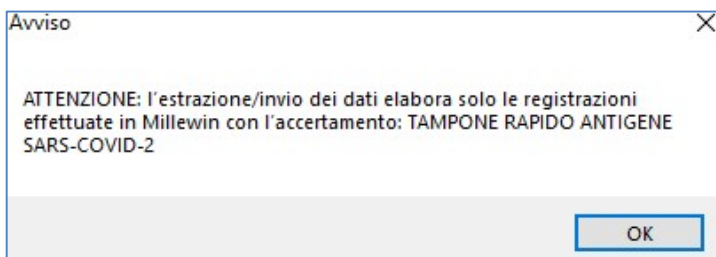 Avviso
ATTENZIONE: l'estrazione/invio dei dati elabora solo le registrazioni
effettuate in Millewin con l'accertamento: TAMPONE RAPIDO ANTIGENE
SARS-COVID-2
OK